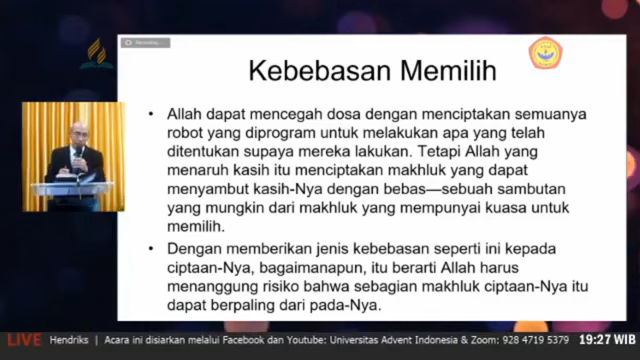 Kebebasan Memilih
• Allah dapat mencegah dosa dengan menciptakan semuanya
robot yang diprogram untuk melakukan apa yang telah
ditentukan supaya mereka lakukan. Tetapi Allah yang
menaruh kasih itu menciptakan makhluk yang dapat
menyambut kasih-Nya dengan bebas—sebuah sambutan
yang mungkin dari makhluk yang mempunyai kuasa untuk
memilih.
• Dengan memberikan jenis kebebasan seperti ini kepada
ciptaan-Nya, bagaimanapun, itu berarti Allah harus
menanggung risiko bahwa sebagian makhluk ciptaan-Nya itu
dapat berpaling dari pada-Nya.
LIVE Hendriks | Acara ini disiarkan melalui Facebook dan Youtube: Universitas Advent Indonesia & Zoom: 928 4719 5379 19:27 WIB